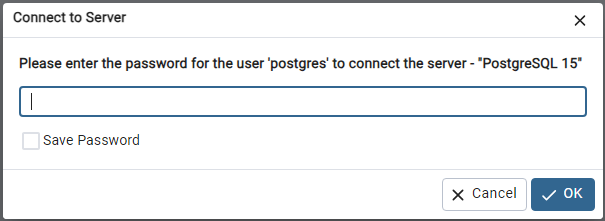 Connect to Server
Please enter the password for the user 'postgres' to connect the server - "PostgreSQL 15"
Save Password
Cancel
OK